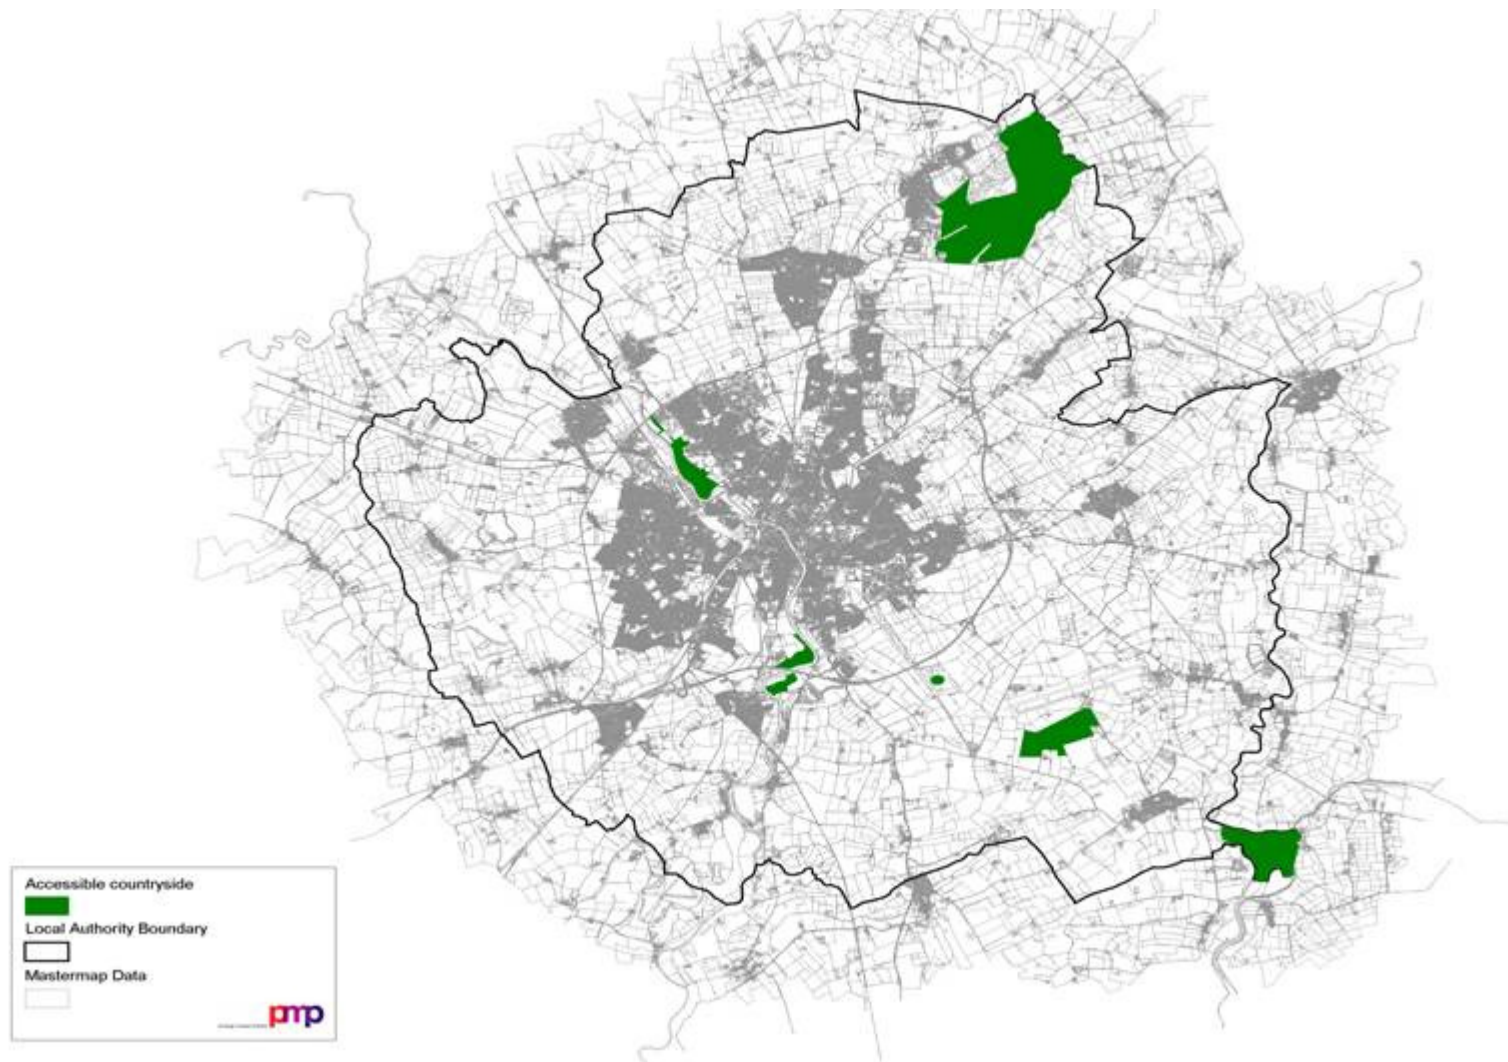 Accessible countryside
Local Authority Boundary
Mastermap Data
pmp